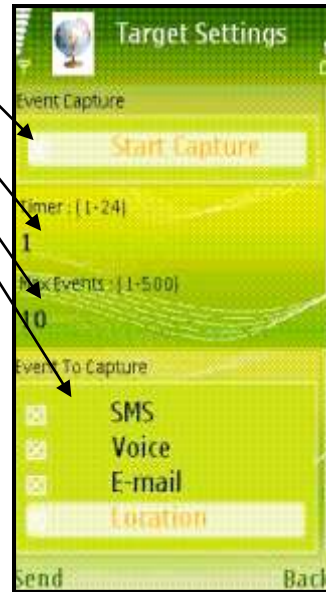 Target Settings
Event Capture
Start Capture
Timer : (1-24)
1
Max Events : (1-500)
10
Event To Capture
SMS
Voice
E-mail
Location
Send Back